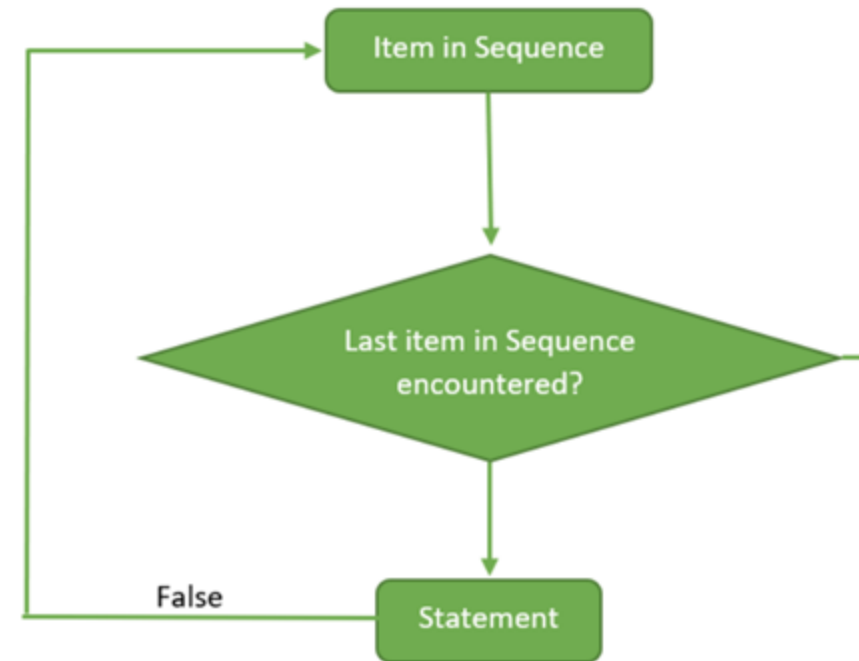 Item in Sequence
Last item in Sequence
encountered?
False
Statement